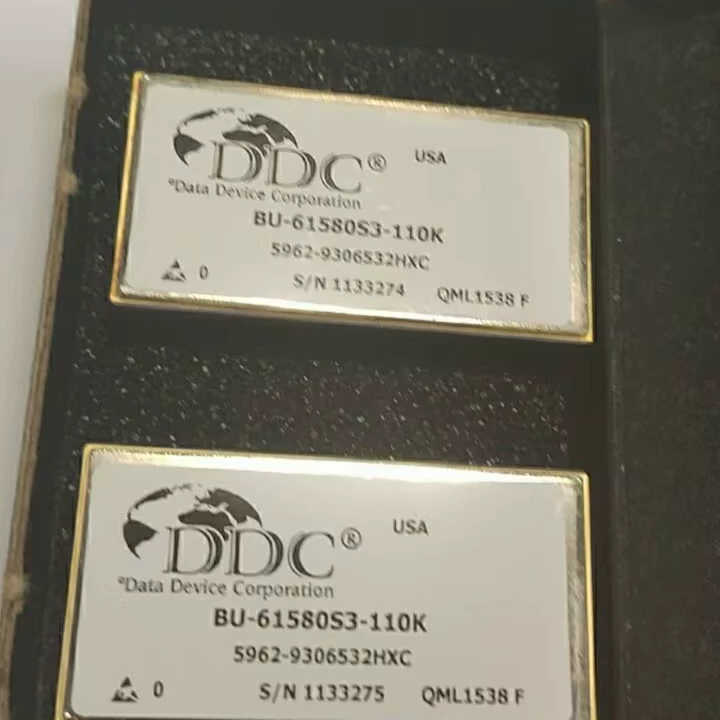 DDC® USA
®Data Device Corporation
BU-61580S3-110K
5962-9306532HXC
0 S/N 1133274 QML1538 F
DDC® USA
®Data Device Corporation
BU-61580S3-110K
5962-9306532HXC
0 S/N 1133275 QML1538 F